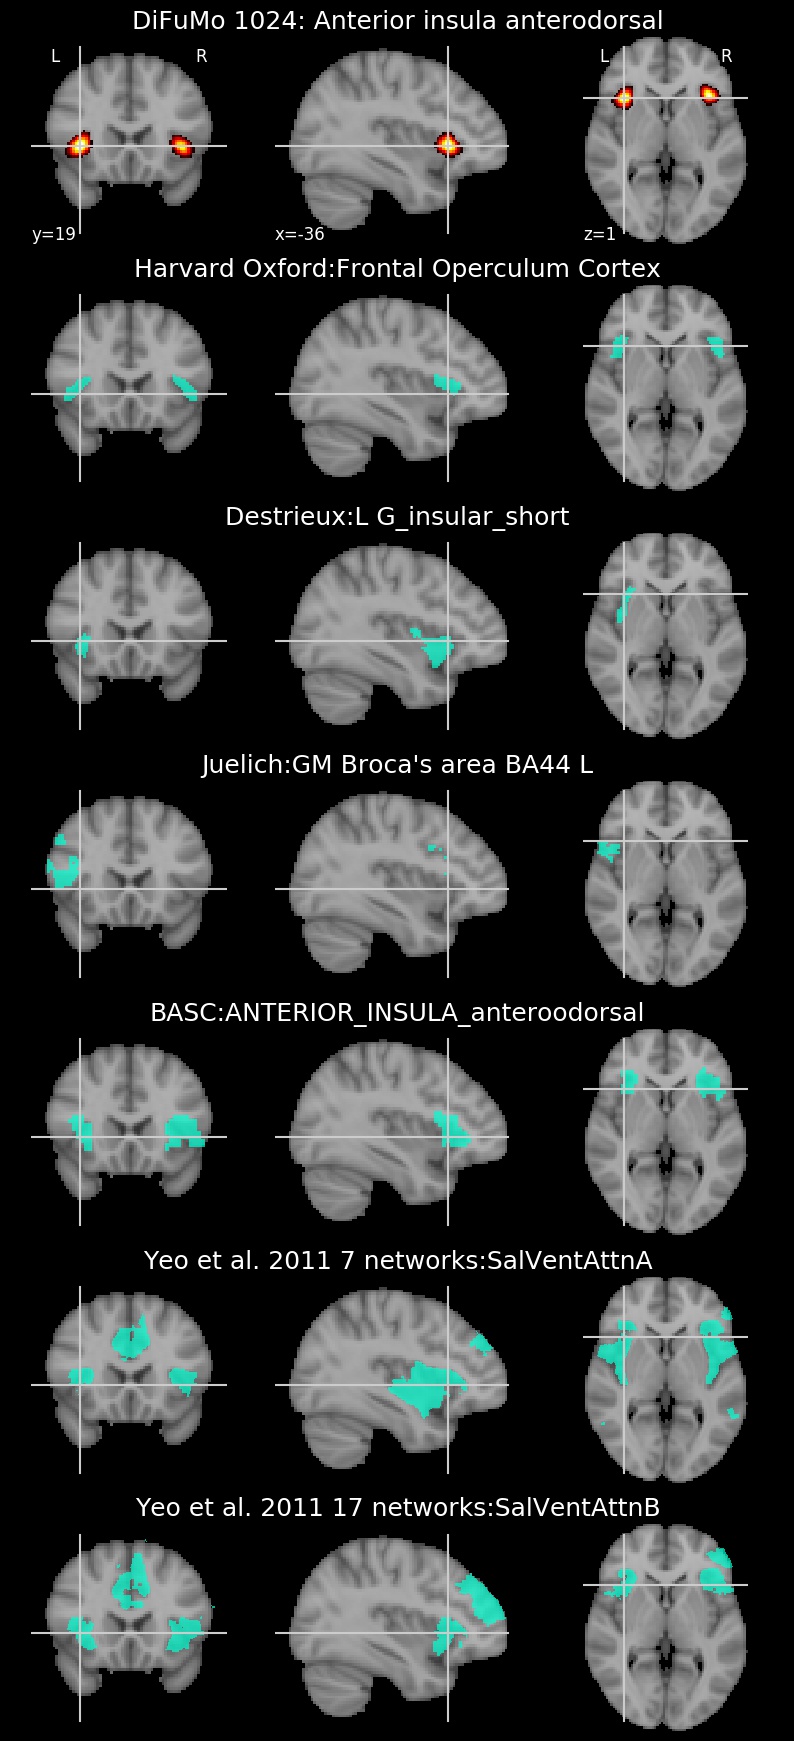 DiFuMo 1024: Anterior insula anterodorsal
L R L R
y=19 x=-36 z=1
Harvard Oxford:Frontal Operculum Cortex
Destrieux:L G_insular_short
Juelich:GM Broca's area BA44 L
BASC:ANTERIOR_INSULA_anteroodorsal
Yeo et al. 2011 7 networks:SalVentAttnA
Yeo et al. 2011 17 networks:SalVentAttnB